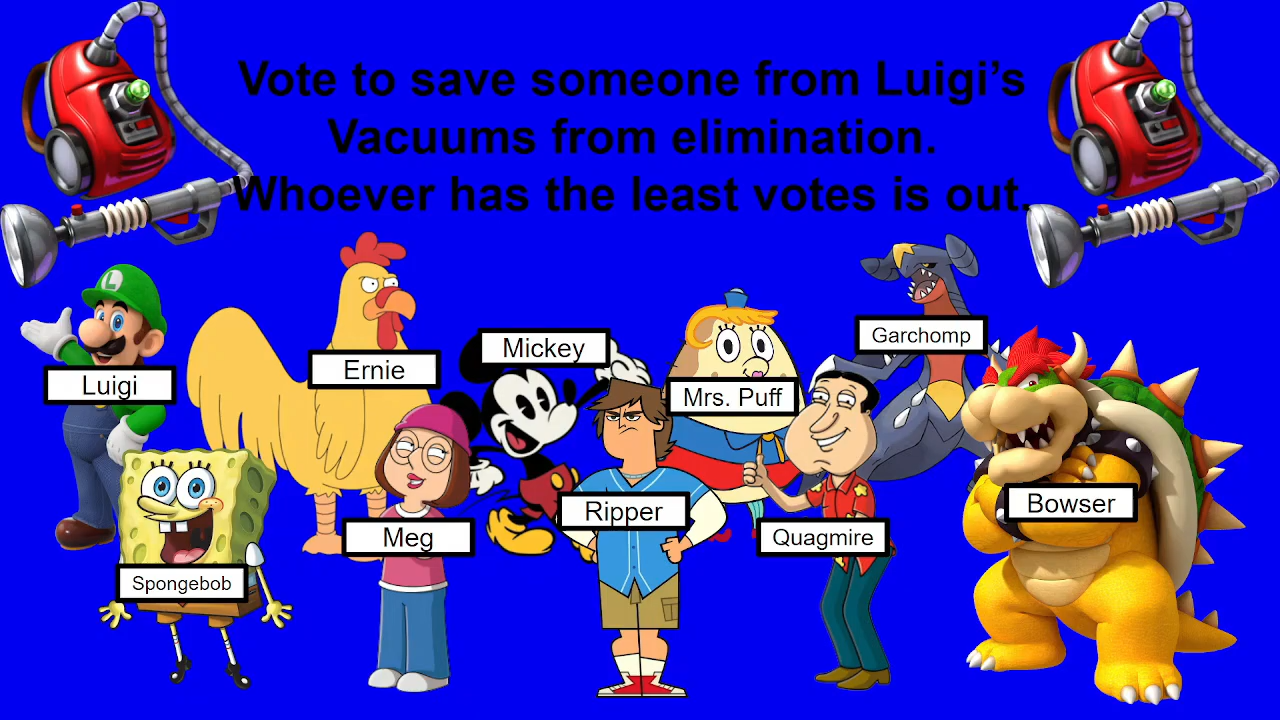 Vote to save someone from Luigi's
Vacuums from elimination.
Whoever has the least votes is out.
L
Garchomp
Mickey
Ernie
Luigi
Mrs. Puff
Bowser
Ripper
Meg
Quagmire
Spongebob